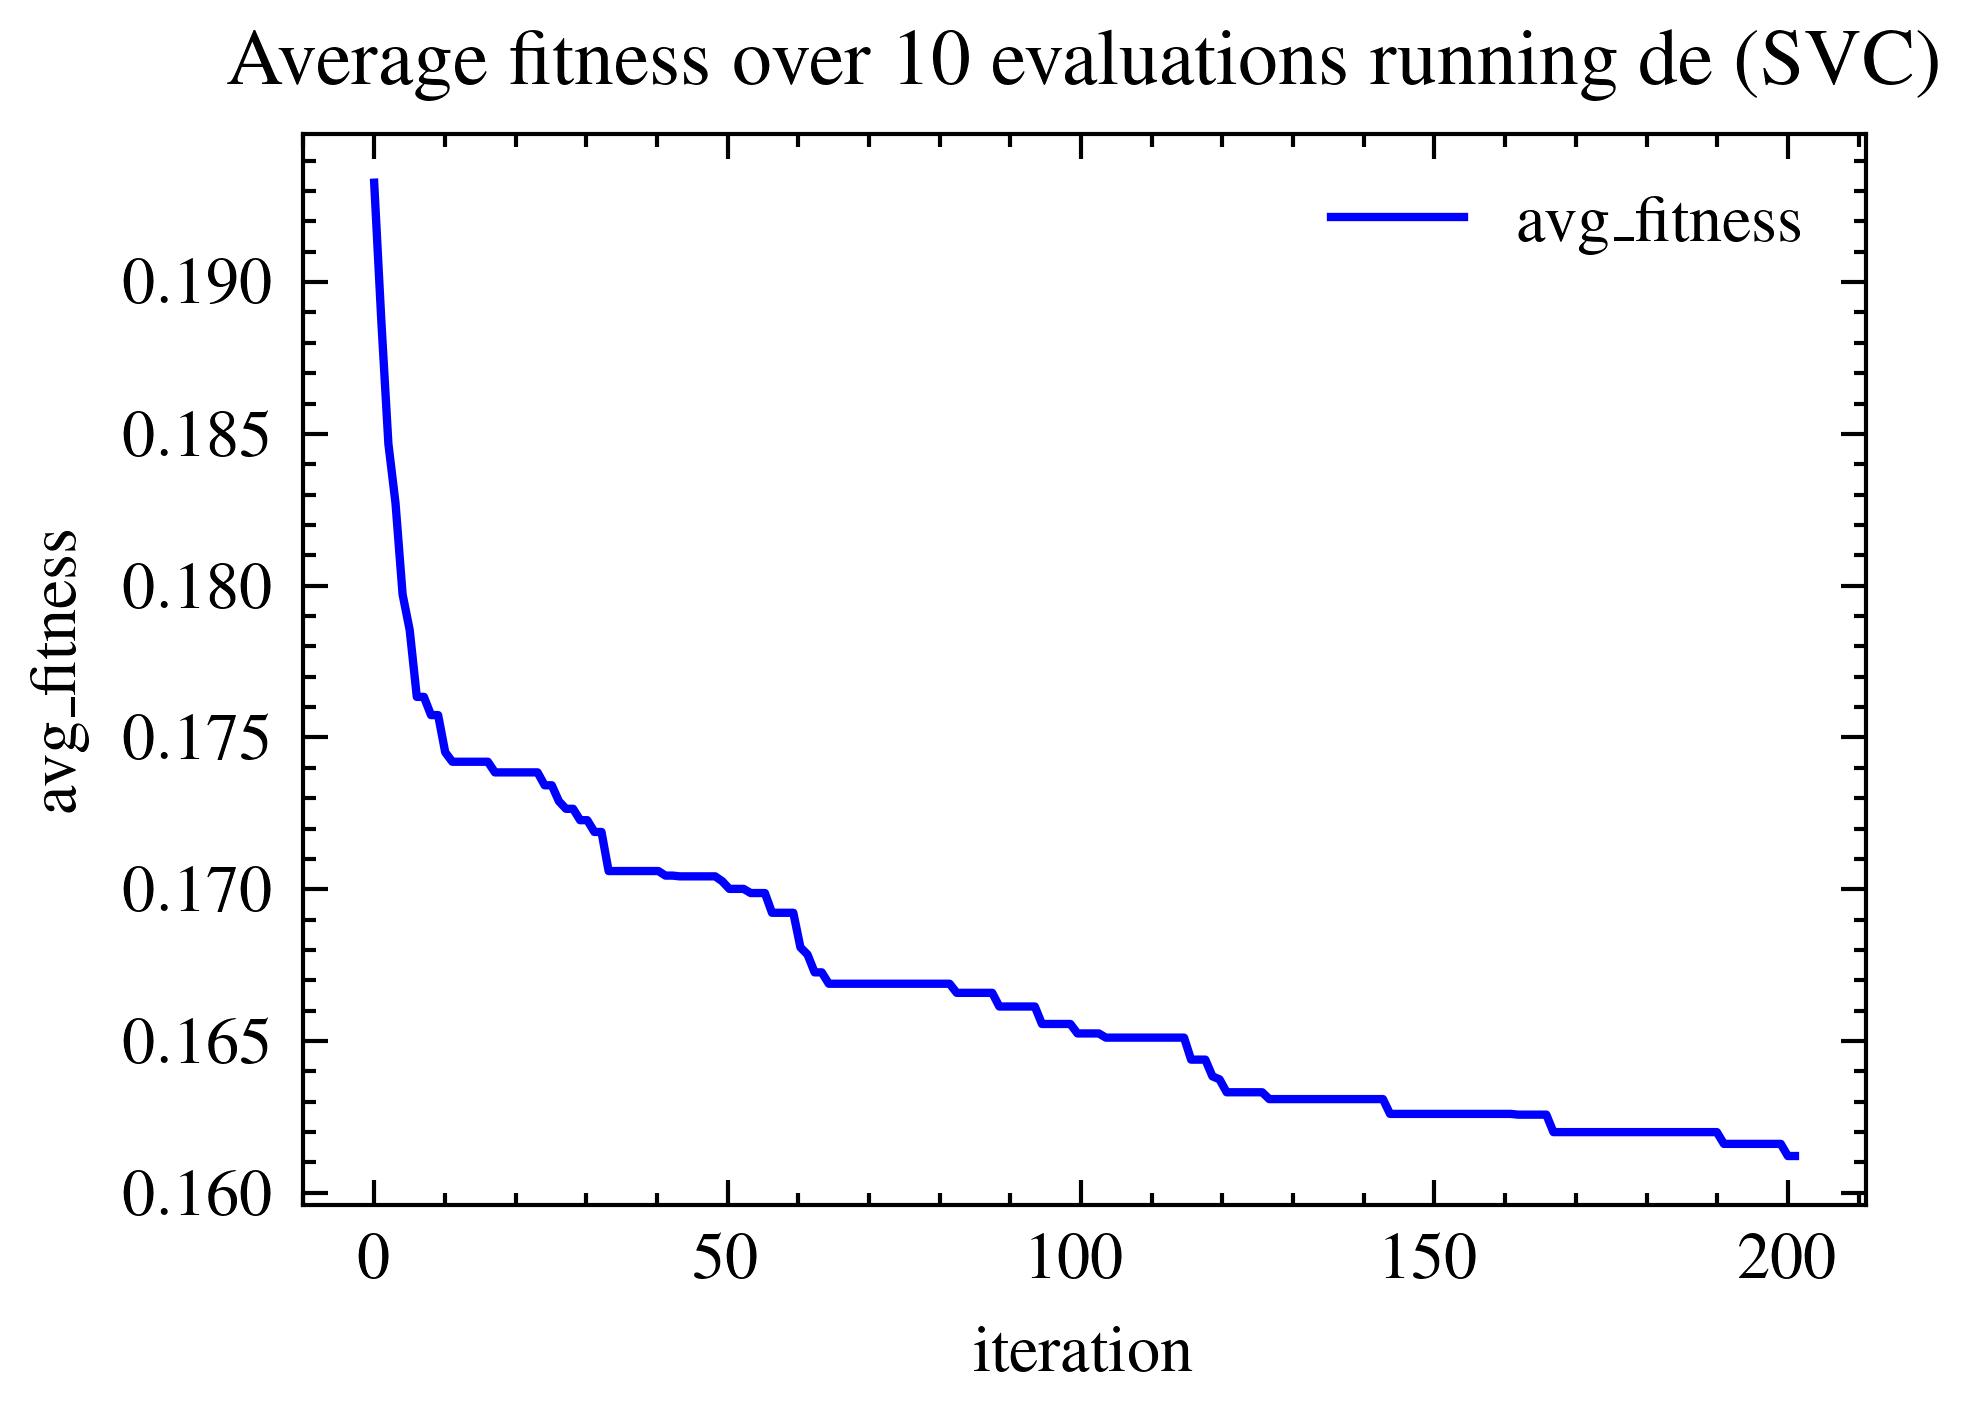 Average fitness over 10 evaluations running de (SVC)
avg_fitness
0.190
0.185
0.180
0.175
0.170
0.165
0.160
avg_fitness
0 50 100 150 200
iteration